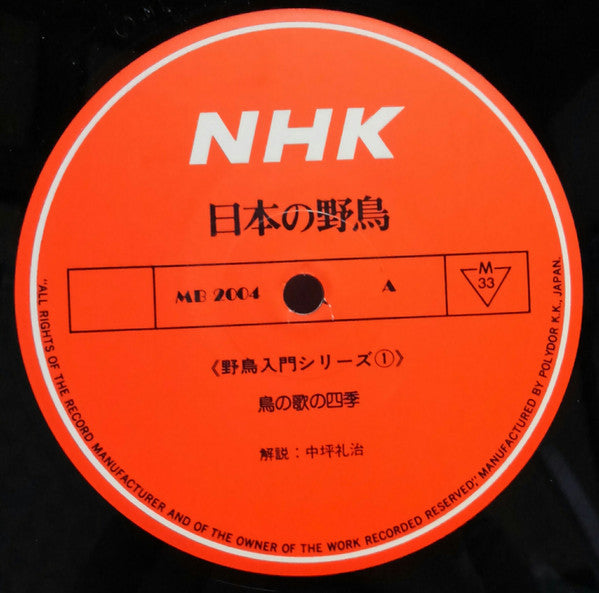 NHK
日本の野鳥
MB 2004 A M 33
《野鳥入門シリーズ①》
鳥の歌の四季
解説：中坪礼治
"ALL RIGHTS OF THE RECORD MANUFACTURER AND OF THE OWNER OF THE WORK RECORDED RESERVED;" MANUFACTURED BY POLYDOR K.K., JAPAN.